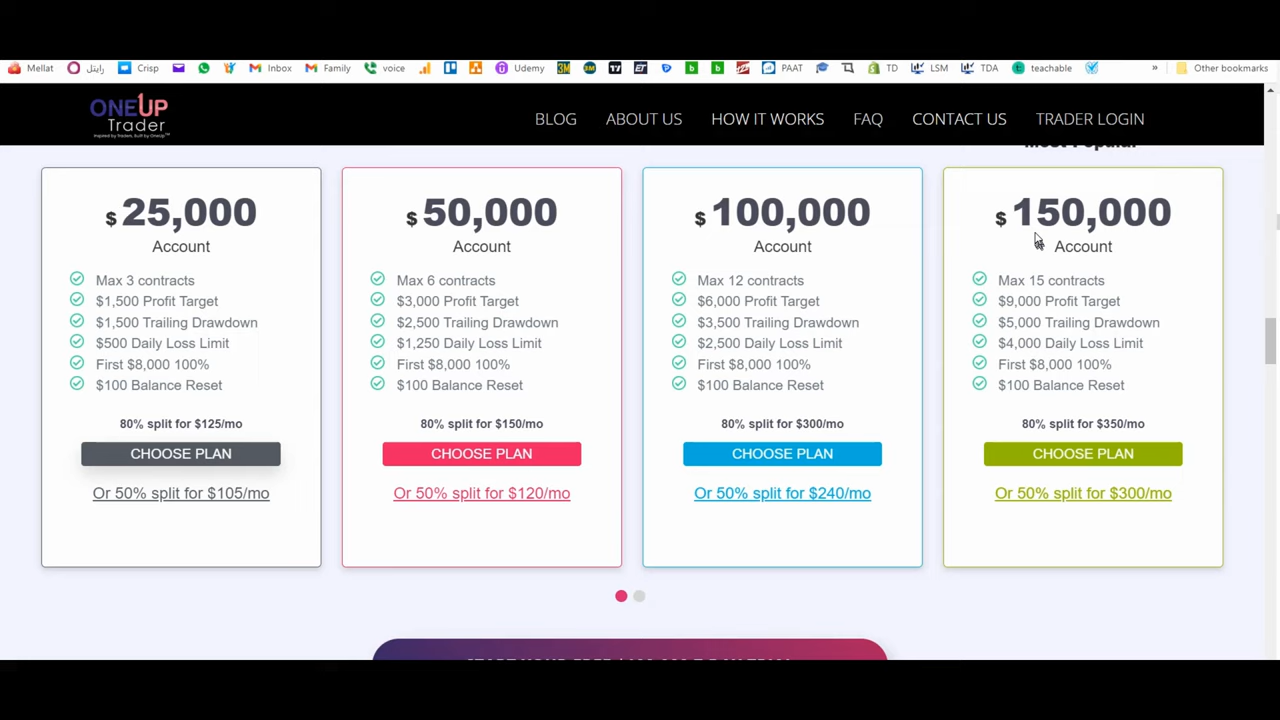 Mellat رایتل Crisp Inbox Family voice Udemy PAAT TD LSM TDA teachable » Other bookmarks
ONEUP
Trader
Inspired by Traders, Built by OneUp™
BLOG ABOUT US HOW IT WORKS FAQ CONTACT US TRADER LOGIN
Most Popular
$ 25,000
Account
Max 3 contracts
$1,500 Profit Target
$1,500 Trailing Drawdown
$500 Daily Loss Limit
First $8,000 100%
$100 Balance Reset
80% split for $125/mo
CHOOSE PLAN
Or 50% split for $105/mo
$ 50,000
Account
Max 6 contracts
$3,000 Profit Target
$2,500 Trailing Drawdown
$1,250 Daily Loss Limit
First $8,000 100%
$100 Balance Reset
80% split for $150/mo
CHOOSE PLAN
Or 50% split for $120/mo
$ 100,000
Account
Max 12 contracts
$6,000 Profit Target
$3,500 Trailing Drawdown
$2,500 Daily Loss Limit
First $8,000 100%
$100 Balance Reset
80% split for $300/mo
CHOOSE PLAN
Or 50% split for $240/mo
$ 150,000
Account
Max 15 contracts
$9,000 Profit Target
$5,000 Trailing Drawdown
$4,000 Daily Loss Limit
First $8,000 100%
$100 Balance Reset
80% split for $350/mo
CHOOSE PLAN
Or 50% split for $300/mo